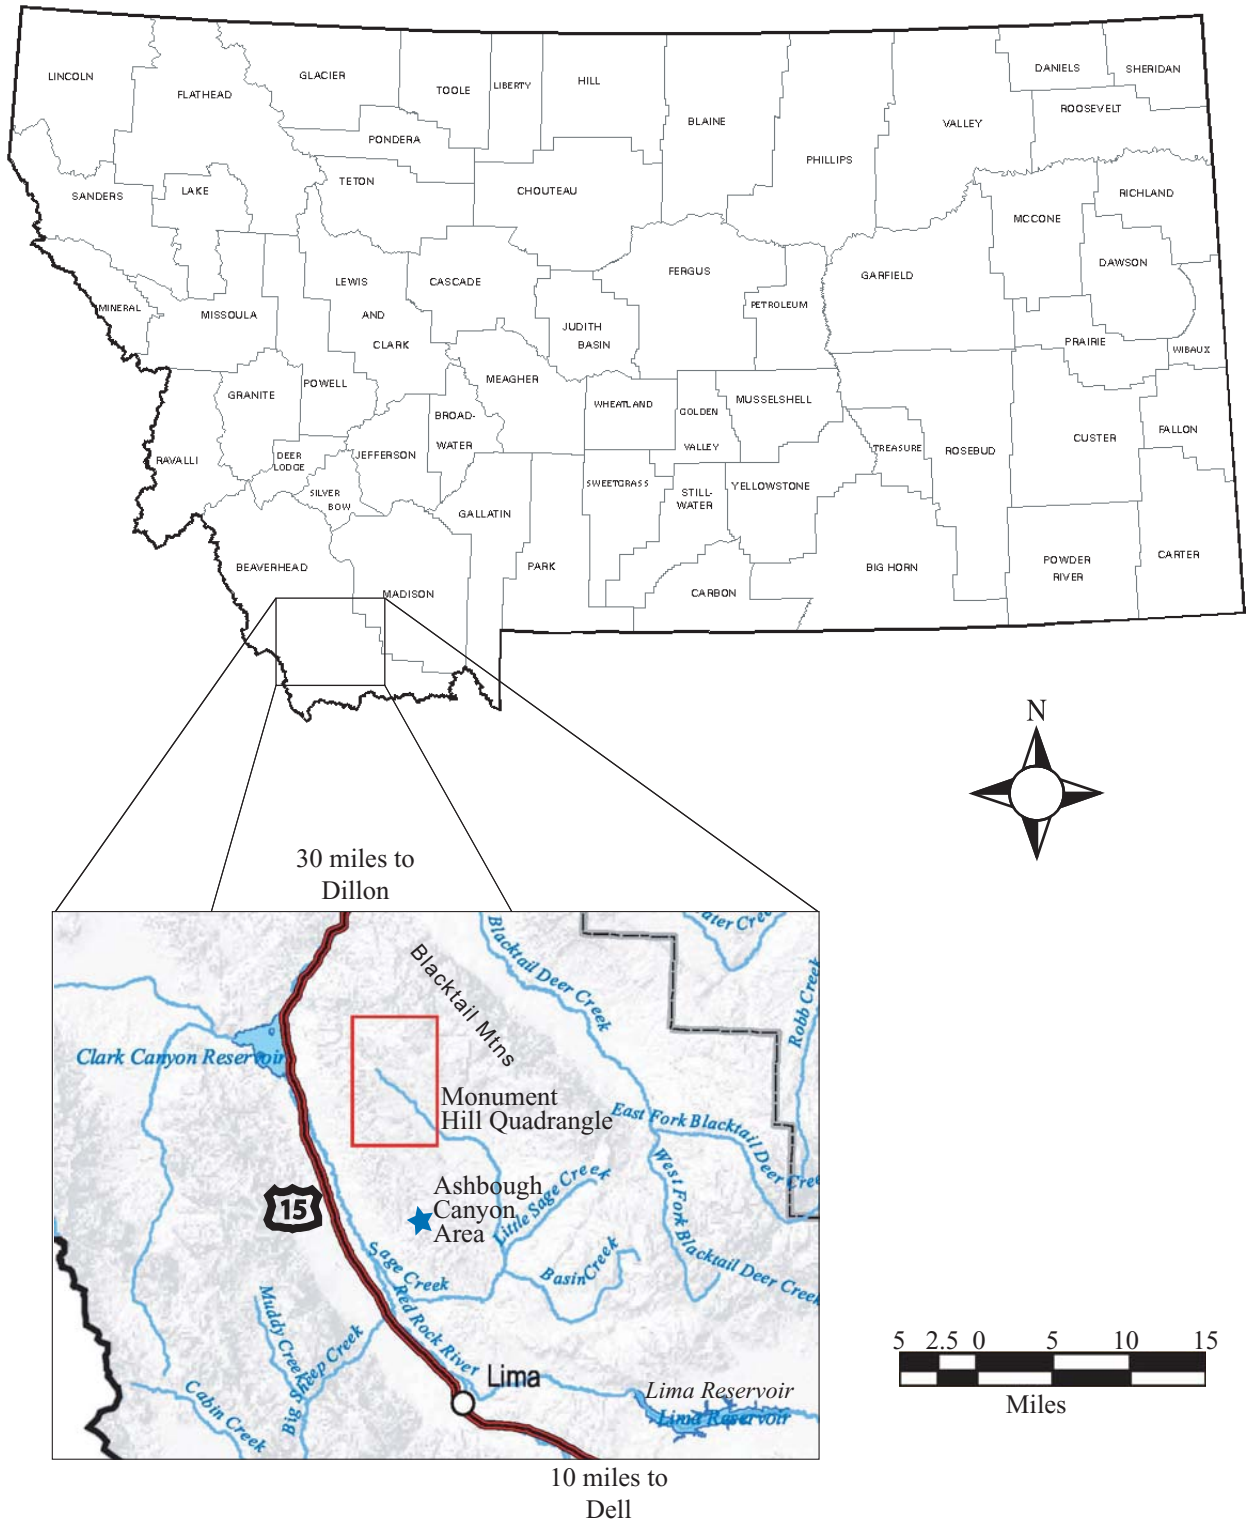 LINCOLN
FLATHEAD
GLACIER
TOOLE
LIBERTY
HILL
BLAINE
PHILLIPS
VALLEY
DANIELS
SHERIDAN
ROOSEVELT
PONDERA
TETON
CHOUTEAU
SANDERS
LAKE
RICHLAND
MCCONE
DAWSON
LEWIS
AND
CLARK
CASCADE
FERGUS
GARFIELD
PETROLEUM
MINERAL
MISSOULA
JUDITH
BASIN
PRAIRIE
WIBAUX
POWELL
GRANITE
MEAGHER
WHEATLAND
GOLDEN
VALLEY
MUSSELSHELL
BROAD-
WATER
RAVALLI
DEER
LODGE
JEFFERSON
TREASURE
ROSEBUD
CUSTER
FALLON
SILVER
BOW
GALLATIN
SWEETGRASS
STILL-
WATER
YELLOWSTONE
BEAVERHEAD
MADISON
PARK
CARBON
BIG HORN
POWDER
RIVER
CARTER
N
30 miles to
Dillon
Blacktail Deer Creek
Blacktail Mtns
ater Cree
Robb Creek
Clark Canyon Reservoir
Monument
Hill Quadrangle
East Fork Blacktail Deer Creek
West Fork Blacktail Deer Creek
15
Ashbough
Canyon
Area
Little Sage Creek
Sage Creek
Basin Creek
Red Rock River
Muddy Creek
Big Sheep Creek
Cabin Creek
Lima
Lima Reservoir
Lima Reservoir
5 2.5 0 5 10 15
Miles
10 miles to
Dell